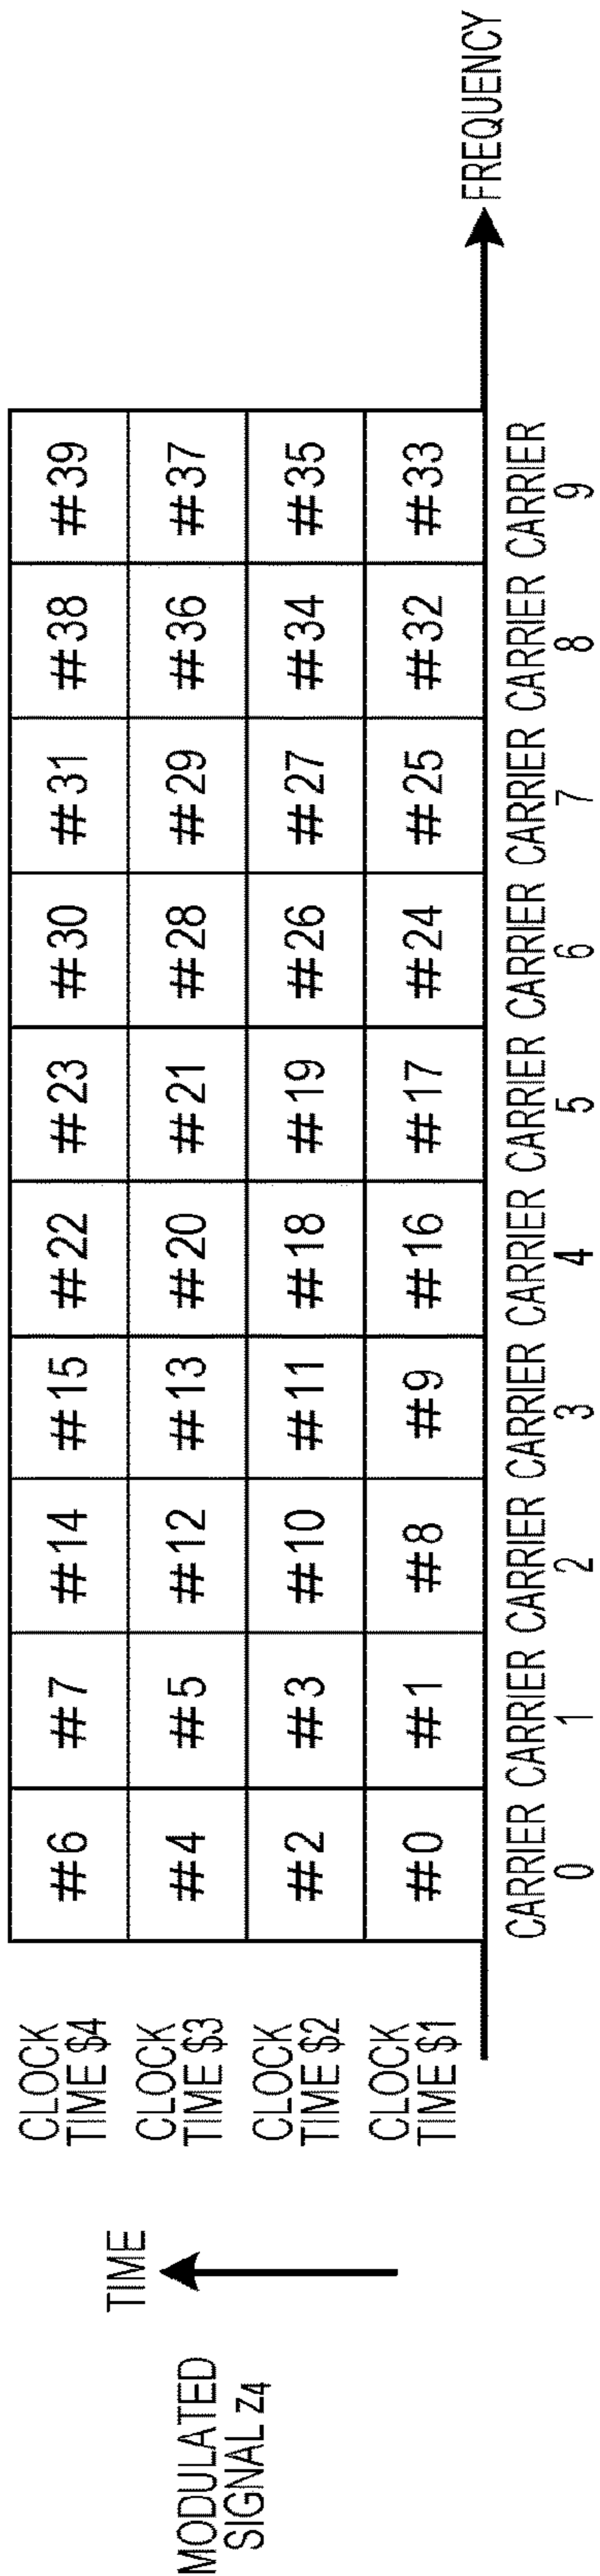 MODULATED
SIGNAL z4
TIME
CLOCK
TIME $4
#6 #7 #14 #15 #22 #23 #30 #31 #38 #39
CLOCK
TIME $3
#4 #5 #12 #13 #20 #21 #28 #29 #36 #37
CLOCK
TIME $2
#2 #3 #10 #11 #18 #19 #26 #27 #34 #35
CLOCK
TIME $1
#0 #1 #8 #9 #16 #17 #24 #25 #32 #33
FREQUENCY
CARRIER CARRIER CARRIER CARRIER CARRIER CARRIER CARRIER CARRIER CARRIER CARRIER
0 1 2 3 4 5 6 7 8 9